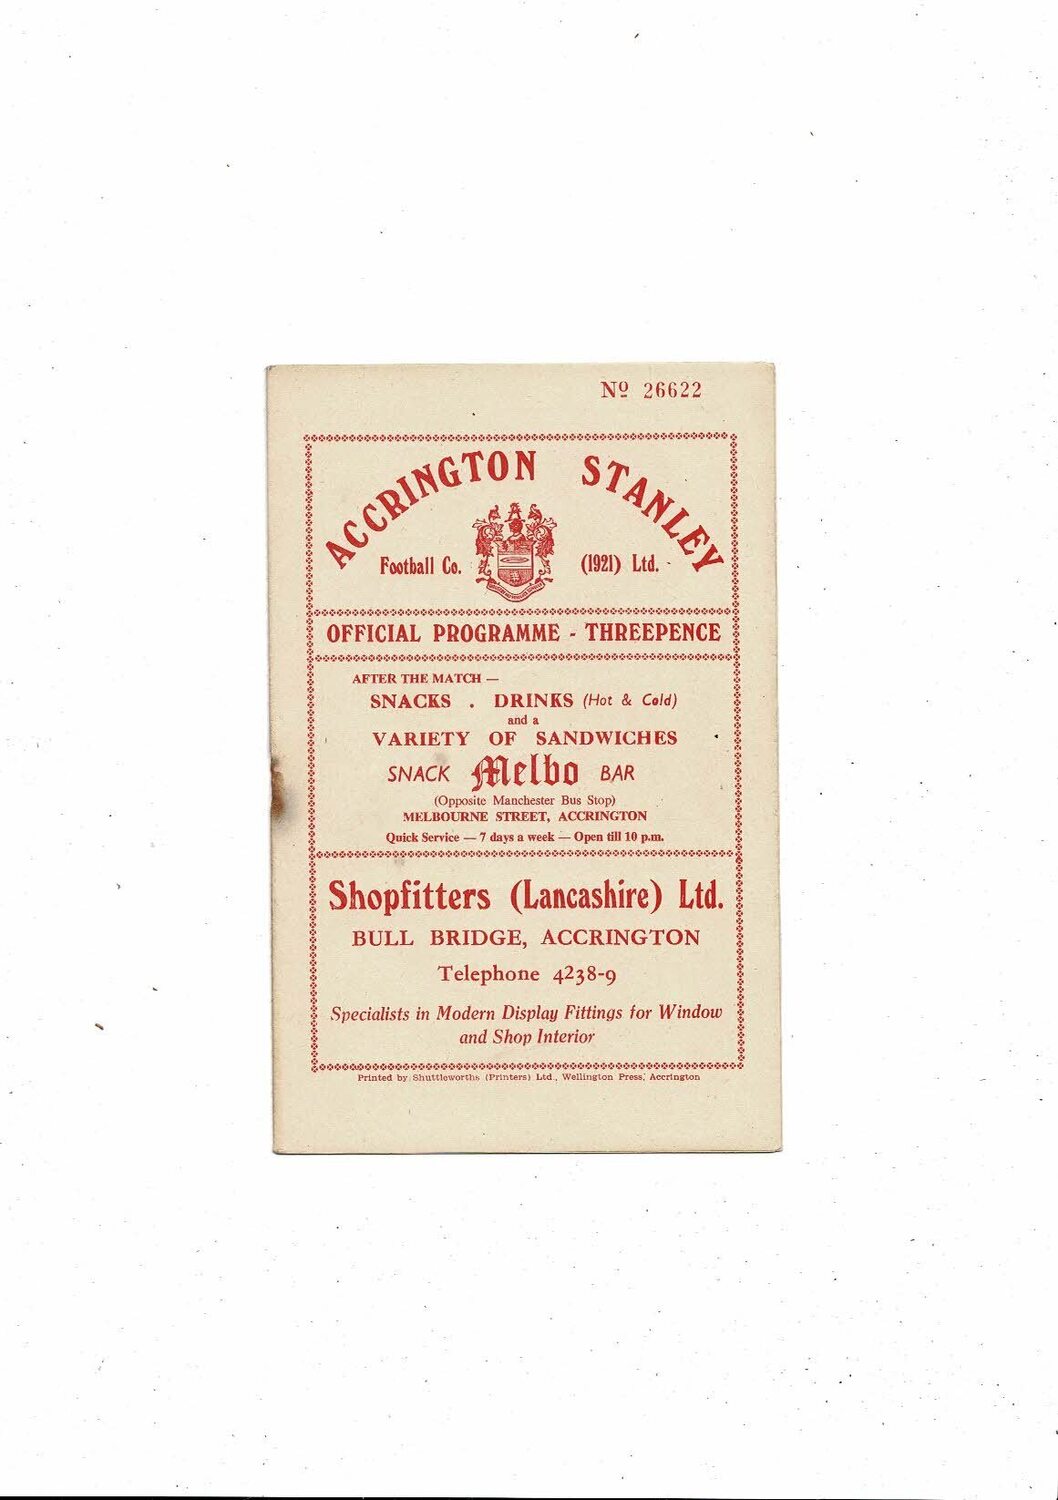 Nº 26622
ACCRINGTON STANLEY
Football Co. (1921) Ltd.
OFFICIAL PROGRAMME - THREEPENCE
AFTER THE MATCH —
SNACKS . DRINKS (Hot & Cold)
and a
VARIETY OF SANDWICHES
SNACK Melbo BAR
(Opposite Manchester Bus Stop)
MELBOURNE STREET, ACCRINGTON
Quick Service — 7 days a week — Open till 10 p.m.
Shopfitters (Lancashire) Ltd.
BULL BRIDGE, ACCRINGTON
Telephone 4238-9
Specialists in Modern Display Fittings for Window
and Shop Interior
Printed by Shuttleworths (Printers) Ltd., Wellington Press, Accrington